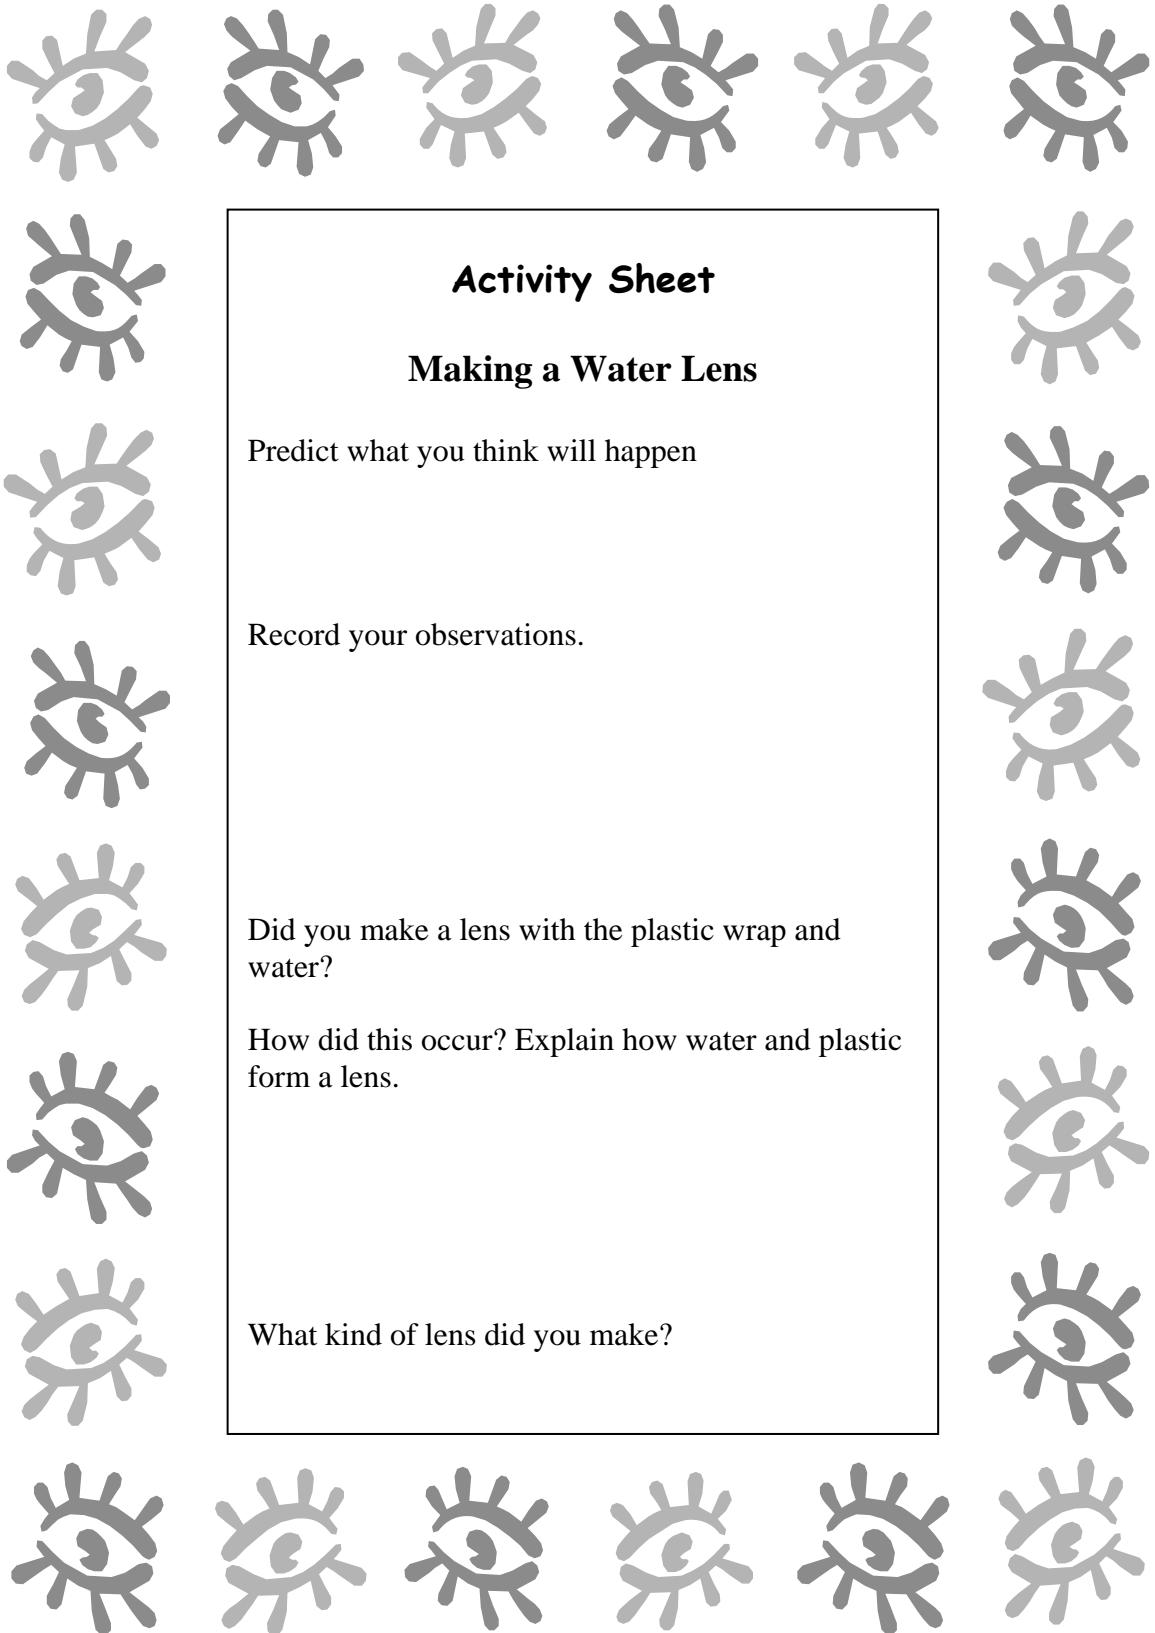 Activity Sheet
Making a Water Lens
Predict what you think will happen
Record your observations.
Did you make a lens with the plastic wrap and
water?
How did this occur? Explain how water and plastic
form a lens.
What kind of lens did you make?